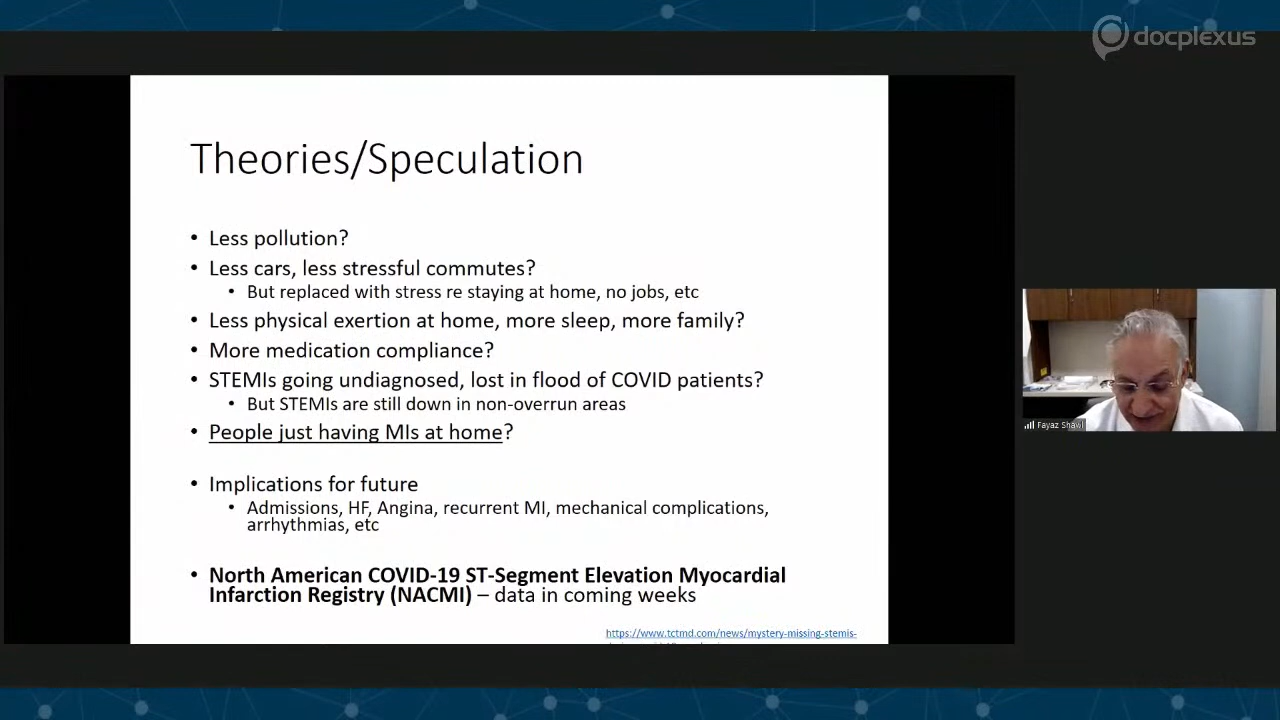 docplexus
Theories/Speculation
• Less pollution?
• Less cars, less stressful commutes?
• But replaced with stress re staying at home, no jobs, etc
• Less physical exertion at home, more sleep, more family?
• More medication compliance?
• STEMIs going undiagnosed, lost in flood of COVID patients?
• But STEMIs are still down in non-overrun areas
• People just having MIs at home?
• Implications for future
• Admissions, HF, Angina, recurrent MI, mechanical complications,
arrhythmias, etc
• North American COVID-19 ST-Segment Elevation Myocardial
Infarction Registry (NACMI) – data in coming weeks
https://www.tctmd.com/news/mystery-missing-stemis-
Fayaz Shawl